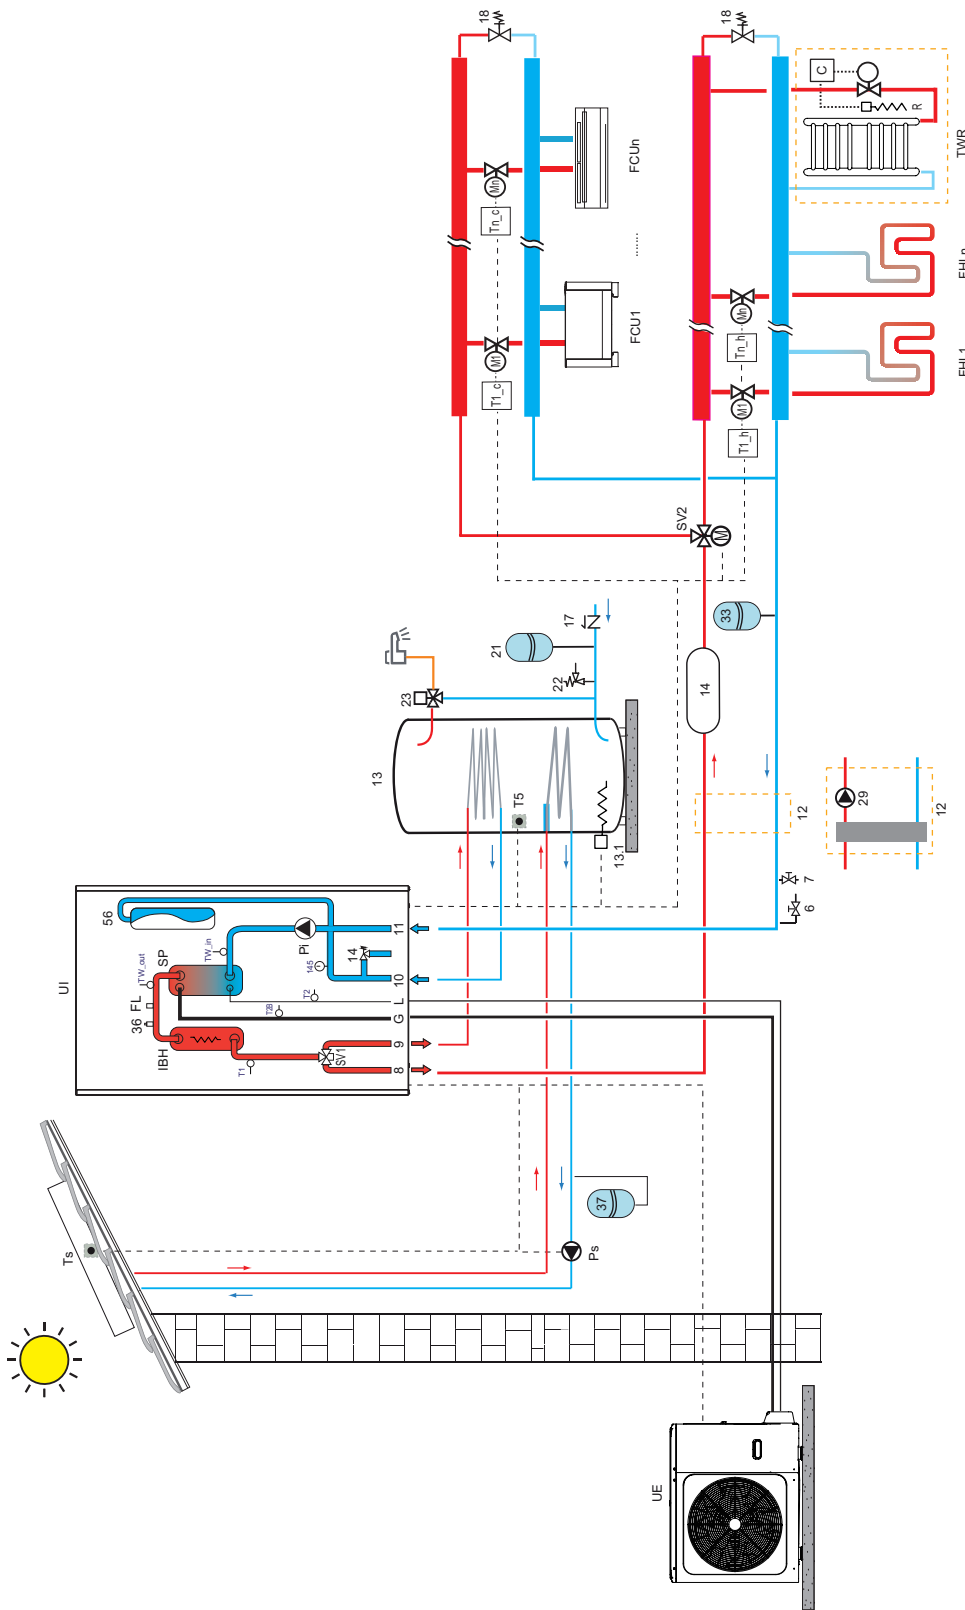 UI
Ts
56
36 FL
TW_out
IBH
SP
TW_in
T1
T2B
T2
145
Pi
SV1
14
13
8 9 G L 10 11
23
18
M1 Mn
T1_c Tn_c
21
T5
22
17
Ps
37
13.1
FCU1 ........ FCUn
UE
SV2
14
M
33
18
M1 Mn
T1_h Tn_h
12
6 7
C
29
R
12
FHL1 FHLn TWR